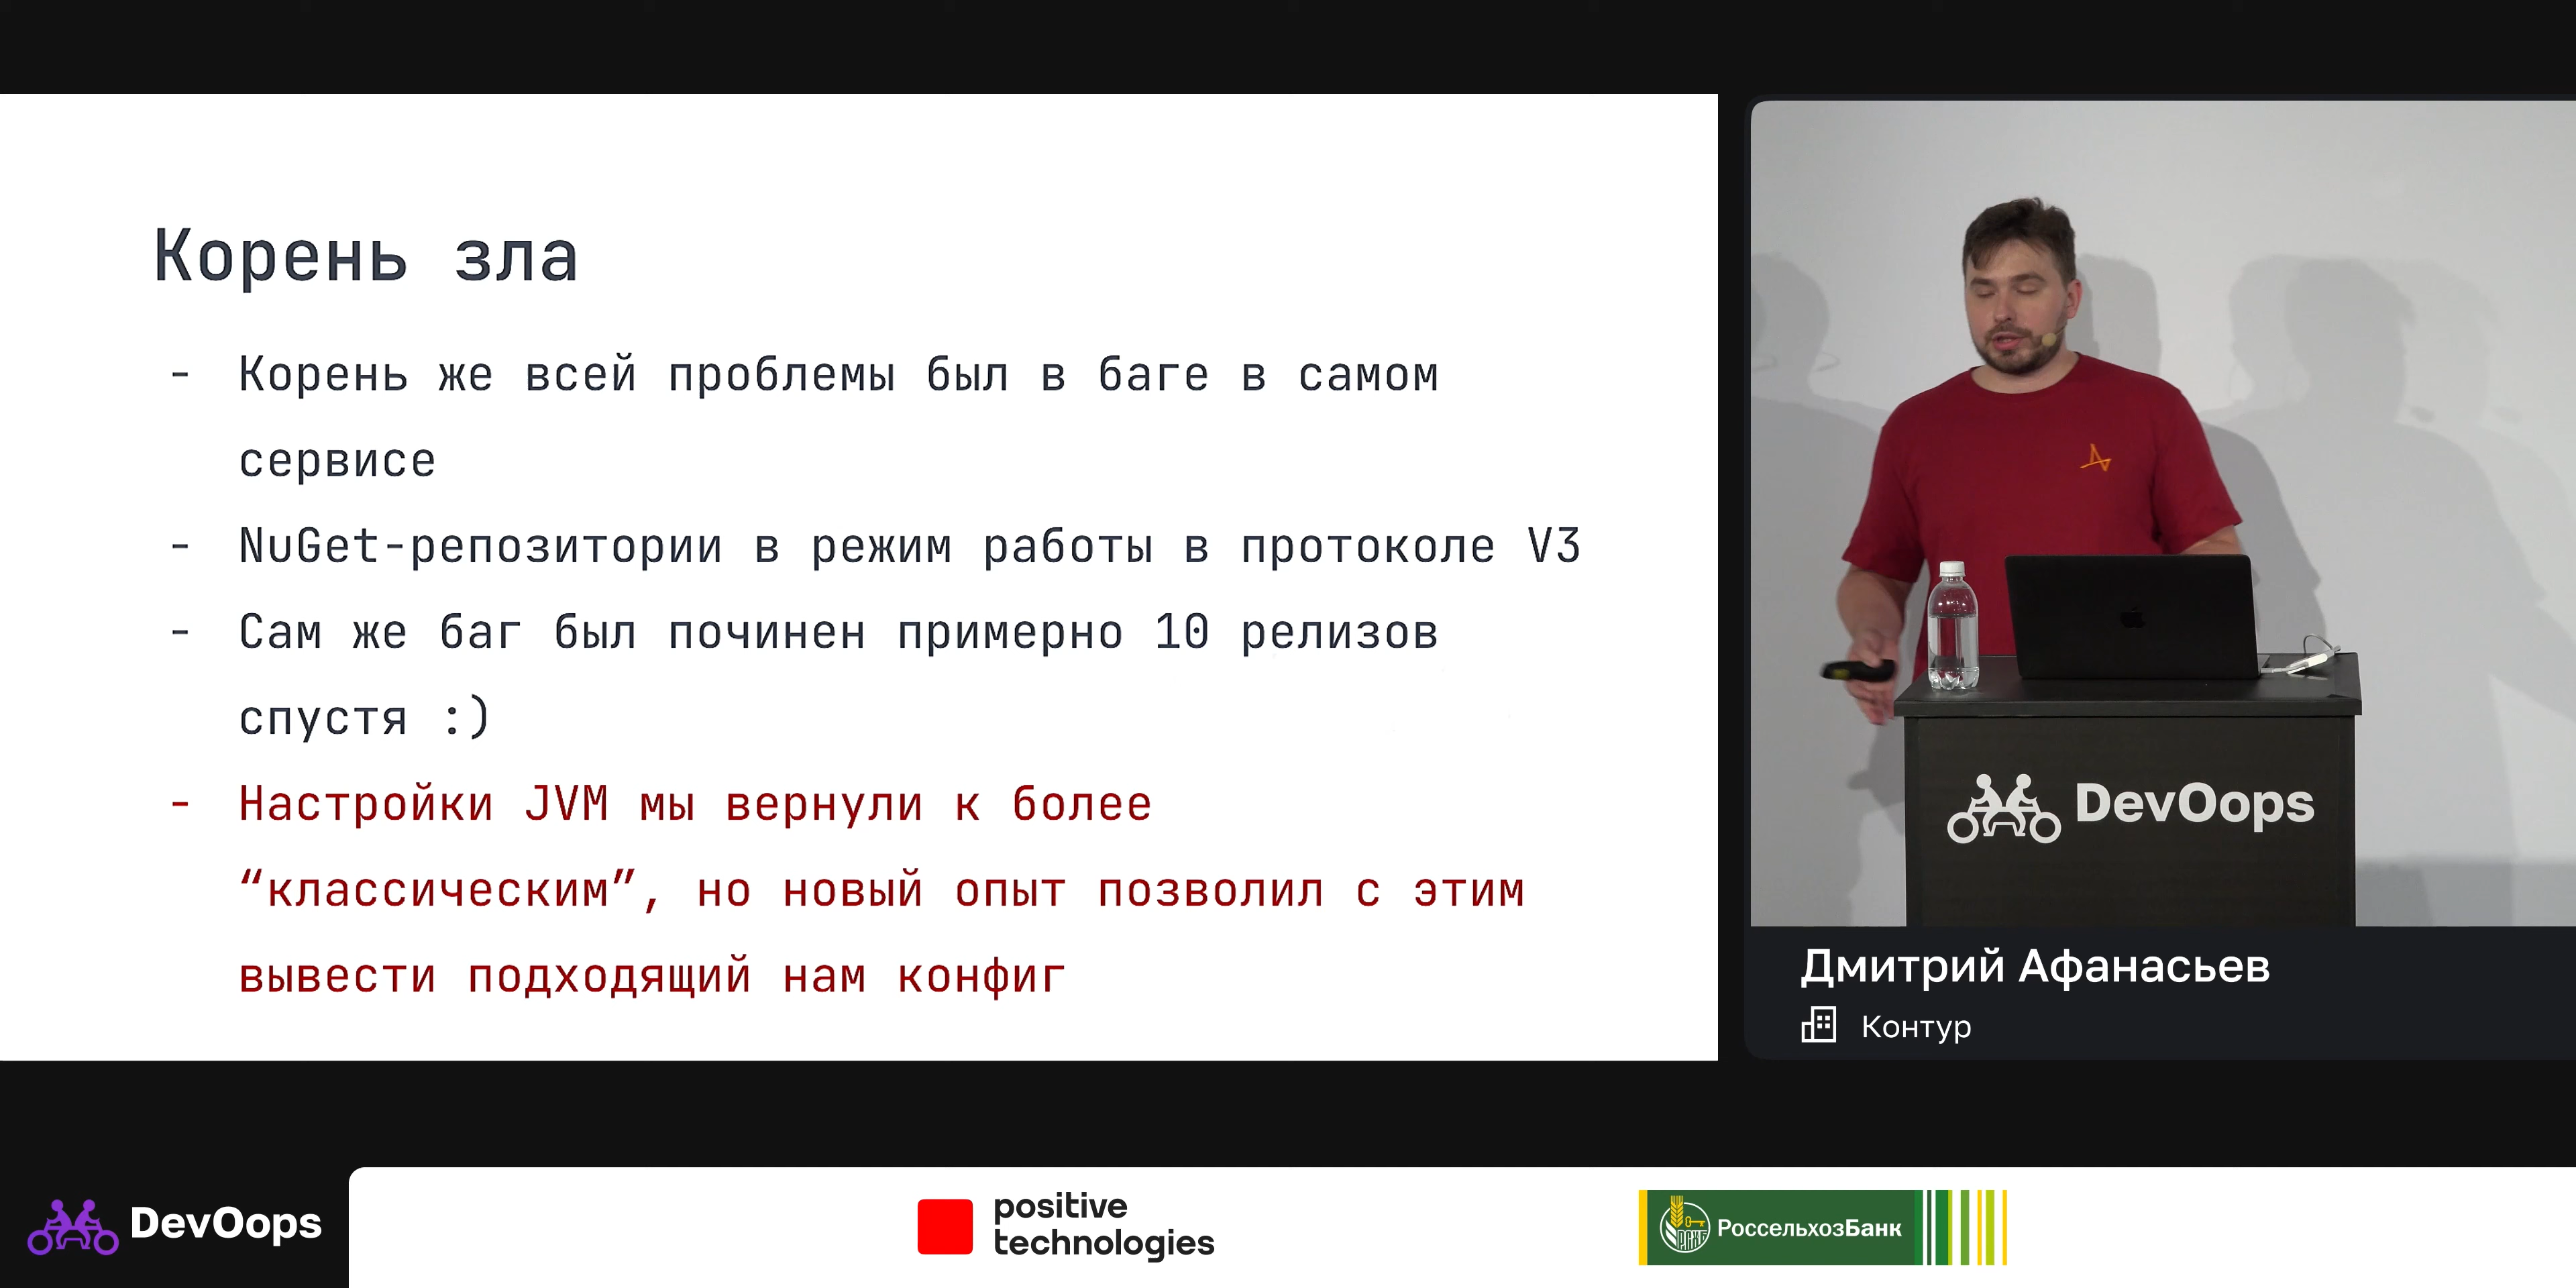 Корень зла
- Корень же всей проблемы был в баге в самом
сервисе
- NuGet-репозитории в режим работы в протоколе V3
- Сам же баг был починен примерно 10 релизов
спустя :)
- Настройки JVM мы вернули к более
“классическим”, но новый опыт позволил с этим
вывести подходящий нам конфиг
DevOops
Дмитрий Афанасьев
Контур
DevOops
positive
technologies
РСХБ
РоссельхозБанк